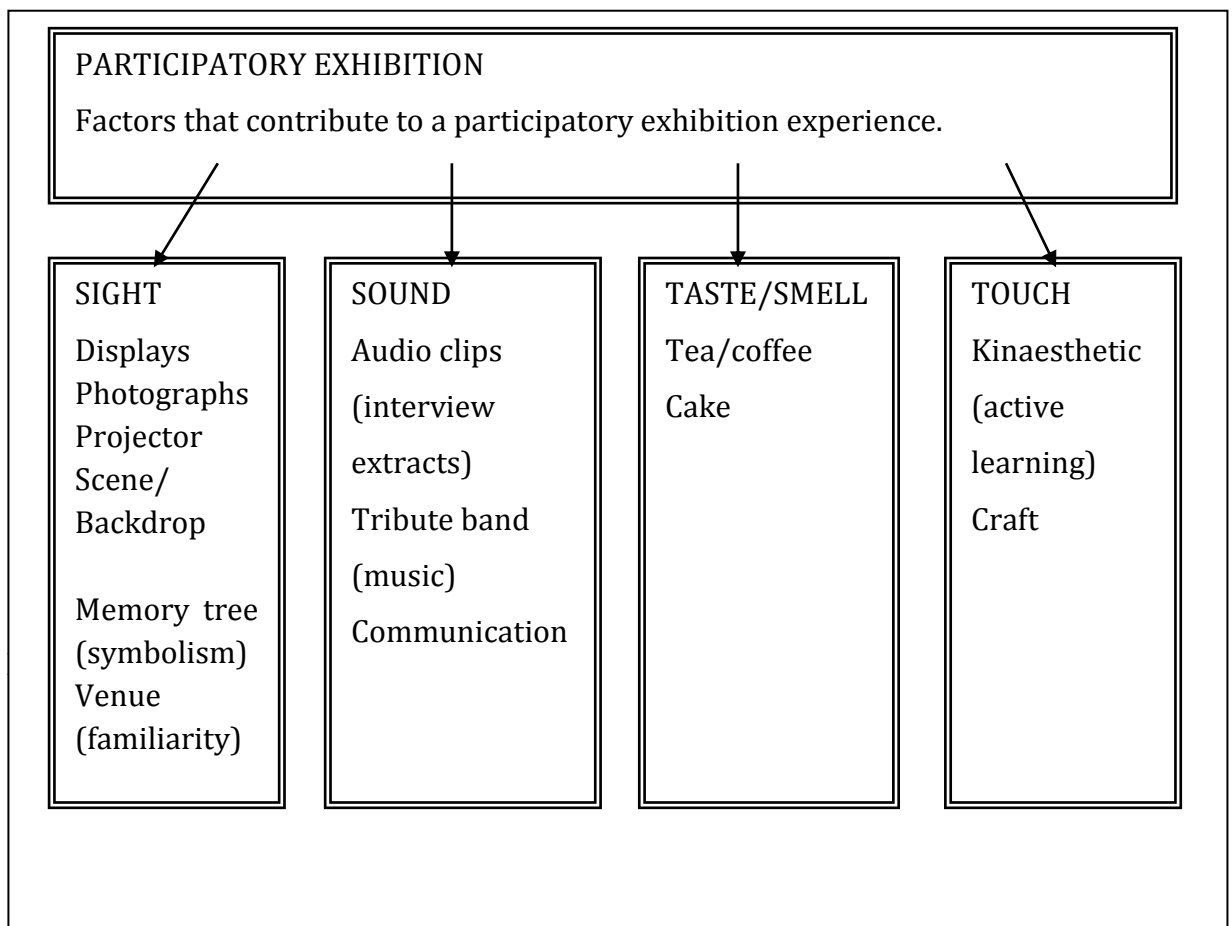 PARTICIPATORY EXHIBITION
Factors that contribute to a participatory exhibition experience.
SIGHT
Displays
Photographs
Projector
Scene/
Backdrop
Memory tree
(symbolism)
Venue
(familiarity)
SOUND
Audio clips
(interview
extracts)
Tribute band
(music)
Communication
TASTE/SMELL
Tea/coffee
Cake
TOUCH
Kinaesthetic
(active
learning)
Craft